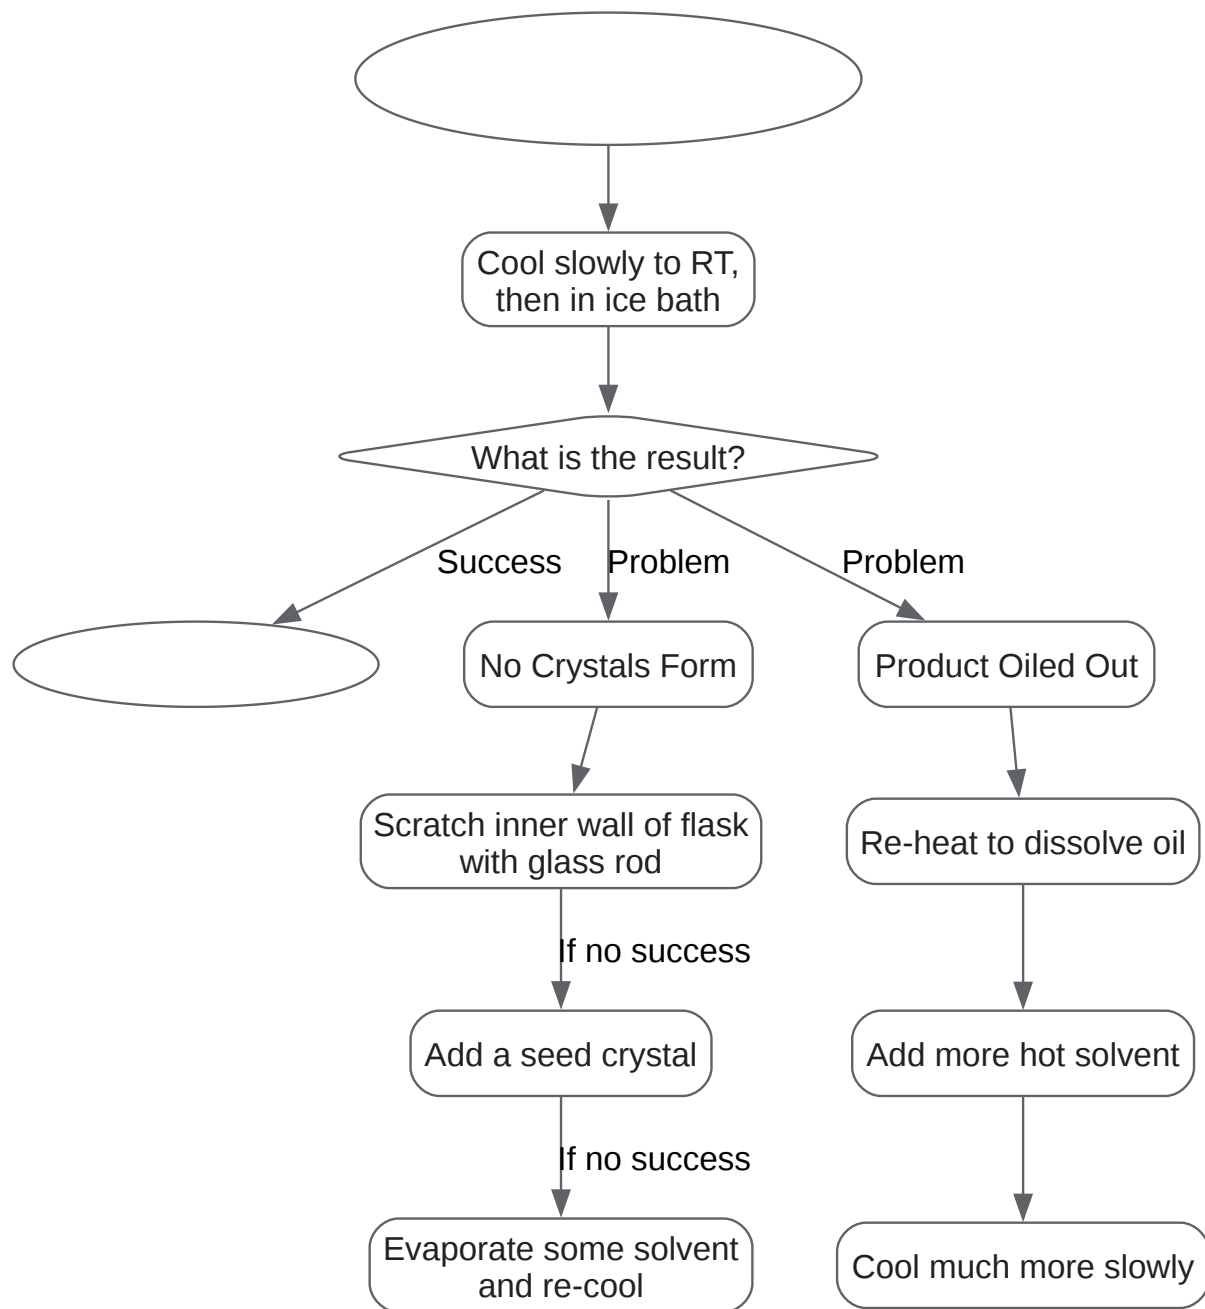 Cool slowly to RT,
then in ice bath
What is the result?
Success
Problem
Problem
No Crystals Form
Product Oiled Out
Scratch inner wall of flask
with glass rod
Re-heat to dissolve oil
If no success
Add a seed crystal
Add more hot solvent
If no success
Evaporate some solvent
and re-cool
Cool much more slowly